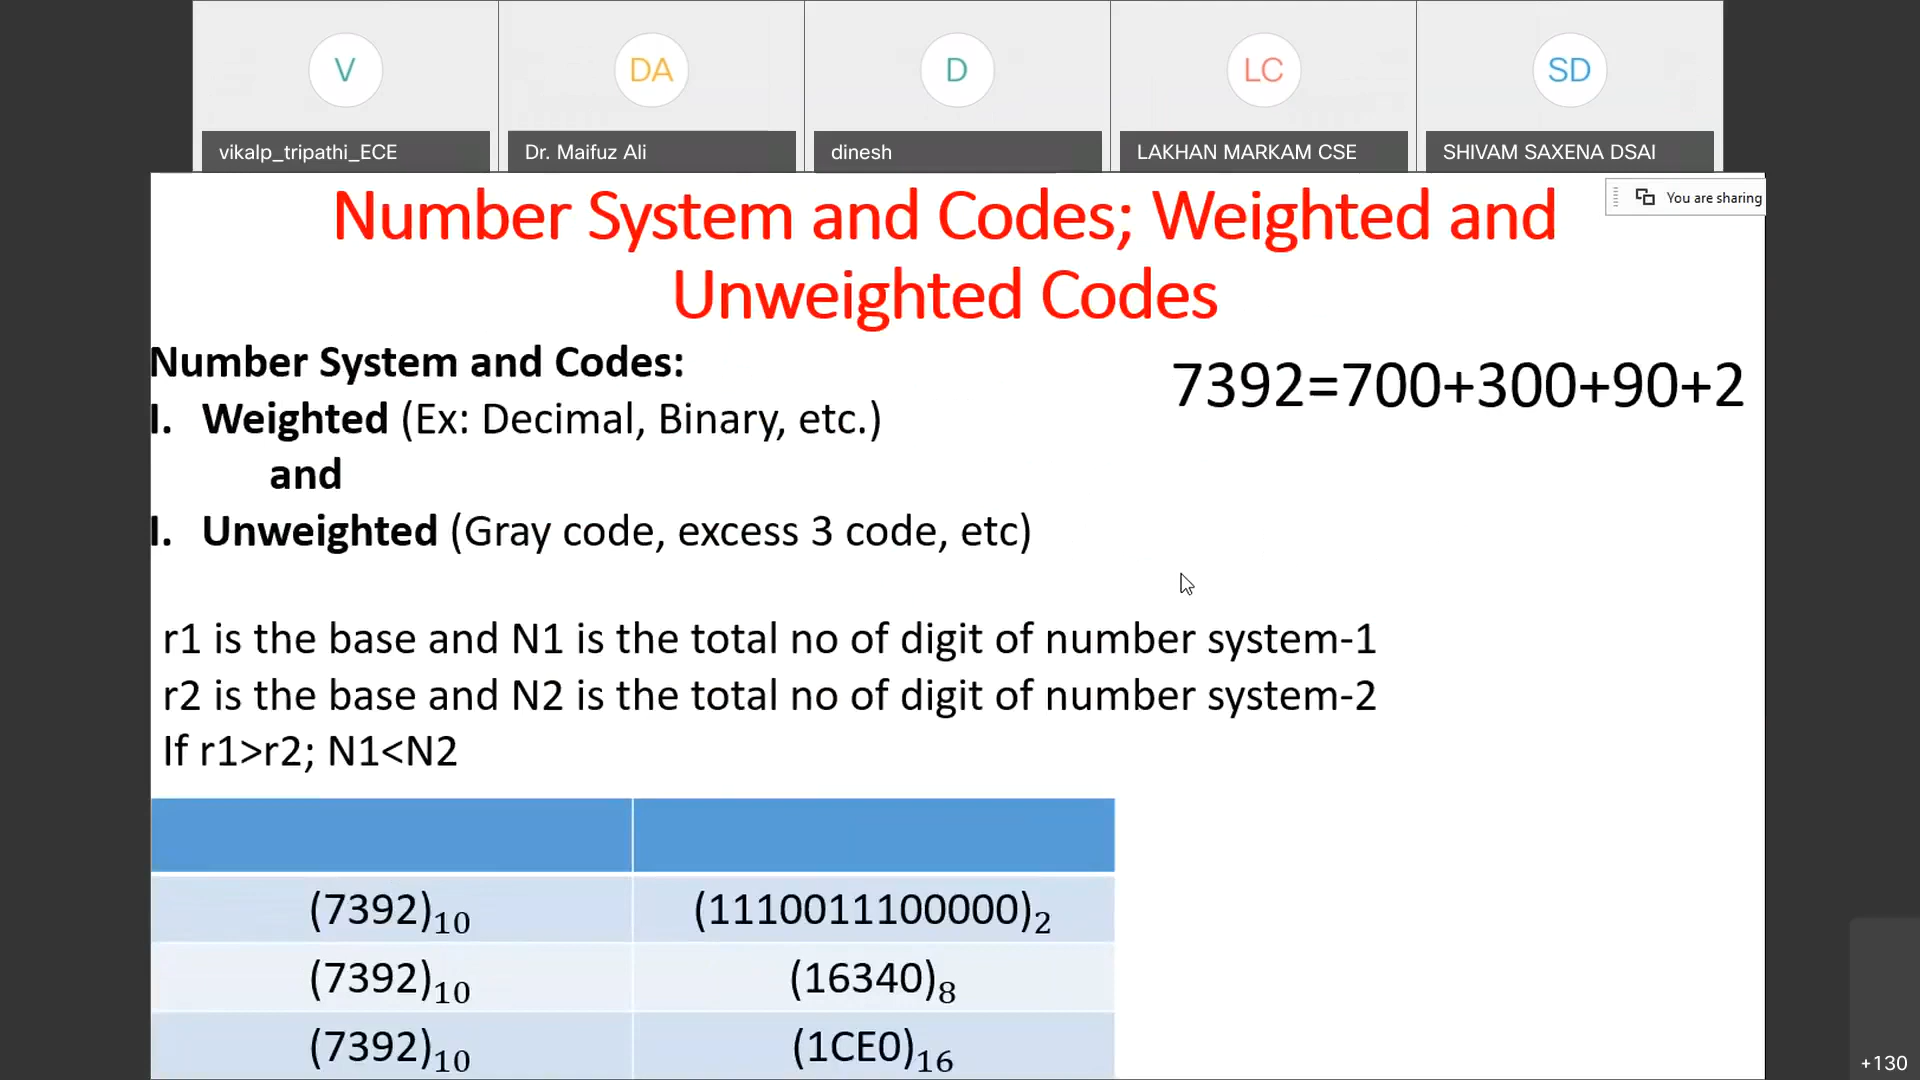 V
DA
D
LC
SD
vikalp_tripathi_ECE
Dr. Maifuz Ali
dinesh
LAKHAN MARKAM CSE
SHIVAM SAXENA DSAI
You are sharing
Number System and Codes; Weighted and
Unweighted Codes
Number System and Codes:
7392=700+300+90+2
I. Weighted (Ex: Decimal, Binary, etc.)
and
I. Unweighted (Gray code, excess 3 code, etc)
r1 is the base and N1 is the total no of digit of number system-1
r2 is the base and N2 is the total no of digit of number system-2
If r1>r2; N1<N2
(7392)₁₀ (1110011100000)₂
(7392)₁₀ (16340)₈
(7392)₁₀ (1CE0)₁₆
+130